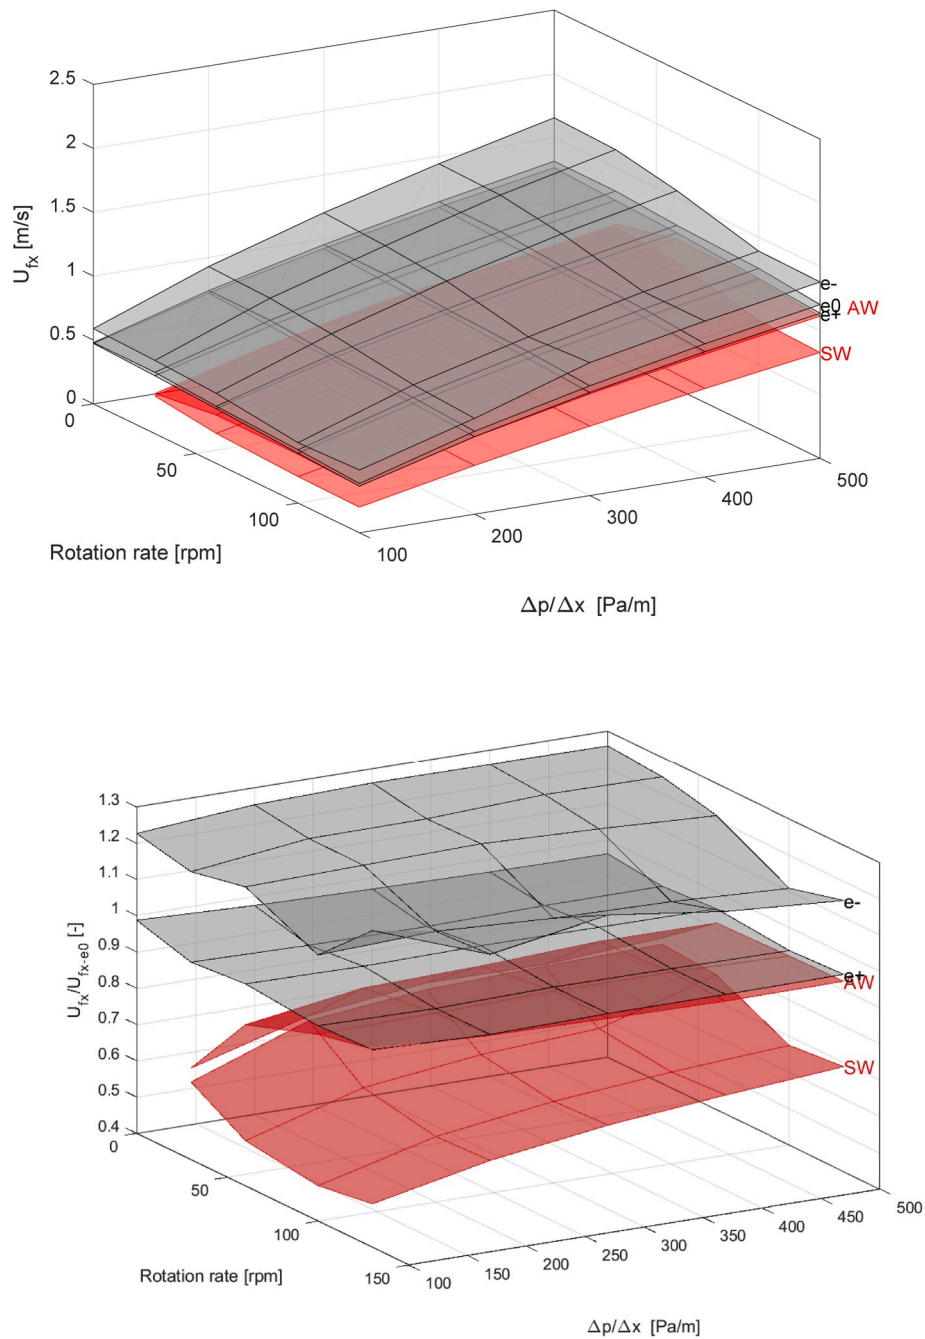 2.5
2
1.5
1
0.5
0
U_fx [m/s]
0
50
100
Rotation rate [rpm]
100
200
300
400
500
Δp/Δx [Pa/m]
e-
e0
AW
e+
SW
1.3
1.2
1.1
1
0.9
0.8
0.7
0.6
0.5
0.4
U_fx/U_fx-e0 [-]
0
50
100
150
Rotation rate [rpm]
100
150
200
250
300
350
400
450
500
Δp/Δx [Pa/m]
e-
e+
AW
SW